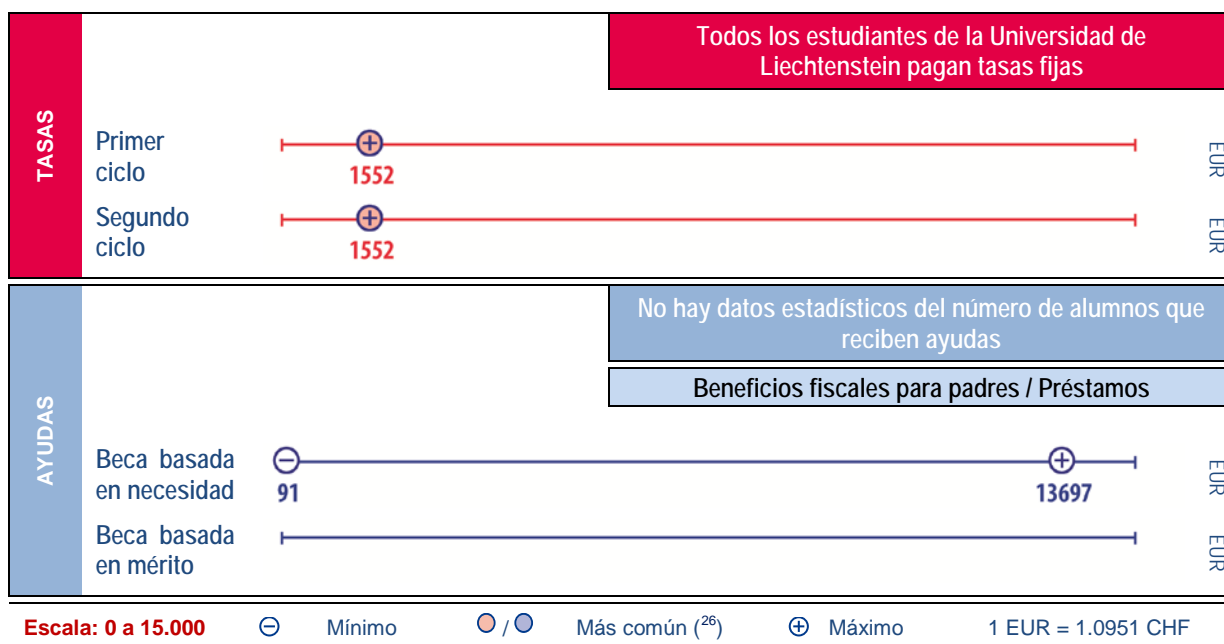 Todos los estudiantes de la Universidad de
Liechtenstein pagan tasas fijas
TASAS
Primer
ciclo
1552
EUR
Segundo
ciclo
1552
EUR
No hay datos estadísticos del número de alumnos que
reciben ayudas
Beneficios fiscales para padres / Préstamos
AYUDAS
Beca basada
en necesidad
91
13697
EUR
Beca basada
en mérito
EUR
Escala: 0 a 15.000 Mínimo / Más común (26) Máximo 1 EUR = 1.0951 CHF